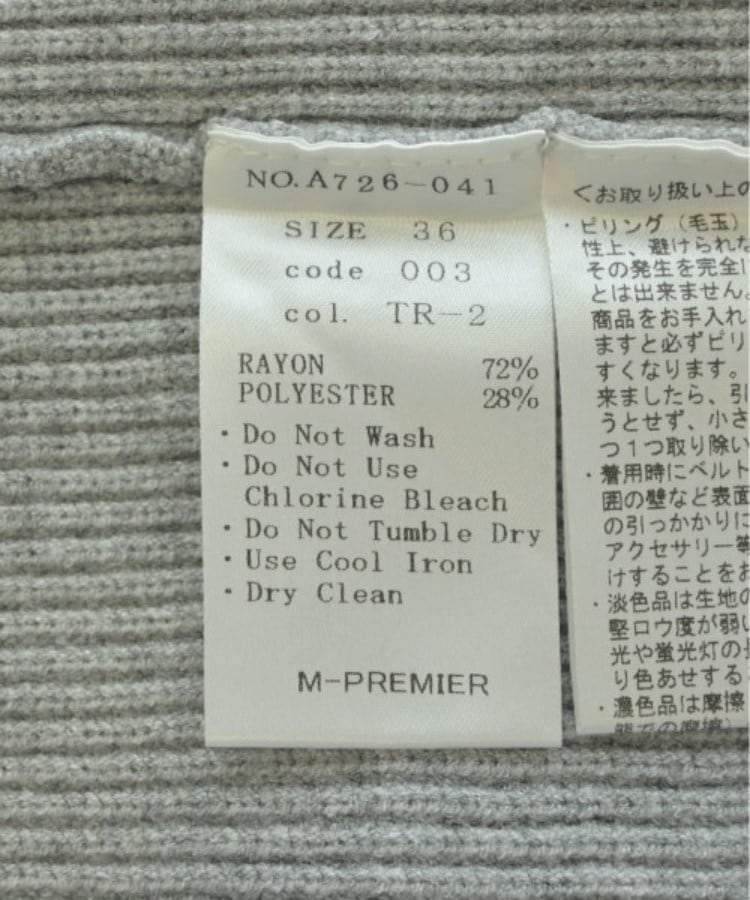 NO.A726-041
SIZE 36
code 003
col. TR-2
RAYON 72%
POLYESTER 28%
・Do Not Wash
・Do Not Use
Chlorine Bleach
・Do Not Tumble Dry
・Use Cool Iron
・Dry Clean
M-PREMIER
<お取り扱い上の
・ピリング（毛玉）
性上、避けられた
その発生を完全に
とは出来ません。
商品をお手入れ
ますと必ずピリ
すくなります。
来ましたら、引
うとせず、小さ
つ1つ取り除い
・着用時にベルト
囲の壁など表面
の引っかかりに
アクセサリー等
けすることをお
・淡色品は生地の
堅ロウ度が弱い
光や蛍光灯の長
り色あせする
・濃色品は摩擦